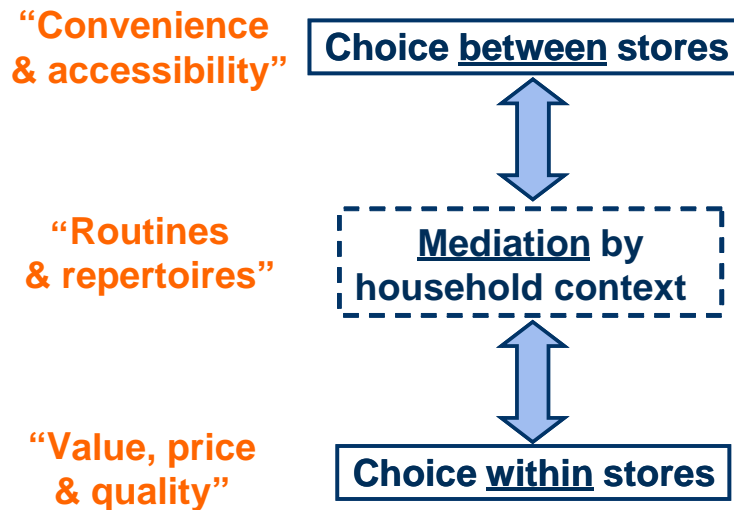 “Convenience
& accessibility”
Choice between stores
“Routines
& repertoires”
Mediation by
household context
“Value, price
& quality”
Choice within stores